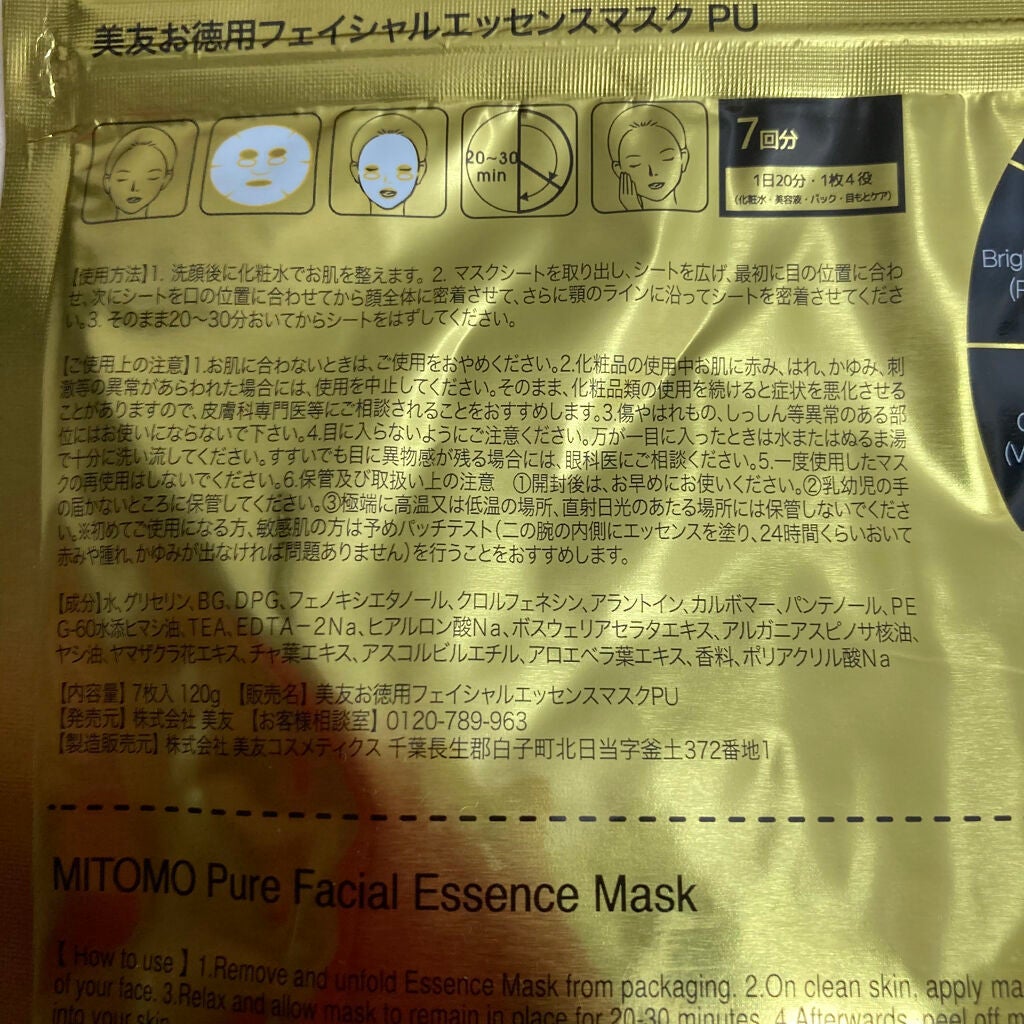 美友お徳用フェイシャルエッセンスマスク PU
20~30
min
7回分
1日20分・1枚4役
(化粧水・美容液・パック・目もとケア)
【使用方法】1. 洗顔後に化粧水でお肌を整えます。2. マスクシートを取り出し、シートを広げ、最初に目の位置に合わ
せ、次にシートを口の位置に合わせてから顔全体に密着させて、さらに顎のラインに沿ってシートを密着させてくださ
い。3. そのまま20～30分おいてからシートをはずしてください。
【ご使用上の注意】1.お肌に合わないときは、ご使用をおやめください。2.化粧品の使用中お肌に赤み、はれ、かゆみ、刺
激等の異常があらわれた場合には、使用を中止してください。そのまま、化粧品類の使用を続けると症状を悪化させる
ことがありますので、皮膚科専門医等にご相談されることをおすすめします。3.傷やはれもの、しっしん等異常のある部
位にはお使いにならないで下さい。4.目に入らないようにご注意ください。万が一目に入ったときは水またはぬるま湯
で十分に洗い流してください。すすいでも目に異物感が残る場合には、眼科医にご相談ください。5.一度使用したマス
クの再使用はしないでください。6.保管及び取扱い上の注意 ①開封後は、お早めにお使いください。②乳幼児の手
の届かないところに保管してください。③極端に高温又は低温の場所、直射日光のあたる場所には保管しないでくださ
い。※初めてご使用になる方、敏感肌の方は予めパッチテスト(二の腕の内側にエッセンスを塗り、24時間くらいおいて
赤みや腫れ、かゆみが出なければ問題ありません)を行うことをおすすめします。
【成分】水、グリセリン、BG、DPG、フェノキシエタノール、クロルフェネシン、アラントイン、カルボマー、パンテノール、PE
G-60水添ヒマシ油、TEA、EDTA－2Na、ヒアルロン酸Na、ボスウェリアセラタエキス、アルガニアスピノサ核油、
ヤシ油、ヤマザクラ花エキス、チャ葉エキス、アスコルビルエチル、アロエベラ葉エキス、香料、ポリアクリル酸Na
【内容量】7枚入 120g 【販売名】美友お徳用フェイシャルエッセンスマスクPU
【発売元】株式会社 美友 【お客様相談室】0120-789-963
【製造販売元】株式会社 美友コスメティクス 千葉長生郡白子町北日当字釜土372番地1
Brig
MITOMO Pure Facial Essence Mask
【 How to use 】1.Remove and unfold Essence Mask from packaging. 2.On clean skin, apply ma
of your face. 3.Relax and allow mask to remain in place for 20-30 minutes. 4.Afterwards, peel off m
into your skin.